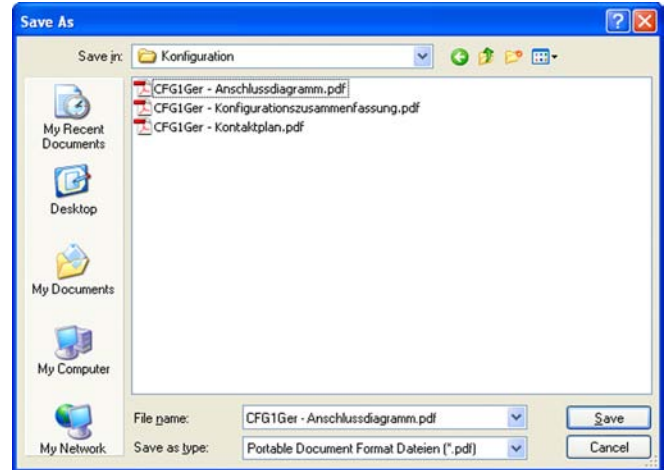 Save As
Save in: Konfiguration
CFG1Ger - Anschlussdiagramm.pdf
CFG1Ger - Konfigurationszusammenfassung.pdf
CFG1Ger - Kontaktplan.pdf
My Recent
Documents
Desktop
My Documents
My Computer
My Network
File name: CFG1Ger - Anschlussdiagramm.pdf Save
Save as type: Portable Document Format Dateien (*.pdf) Cancel